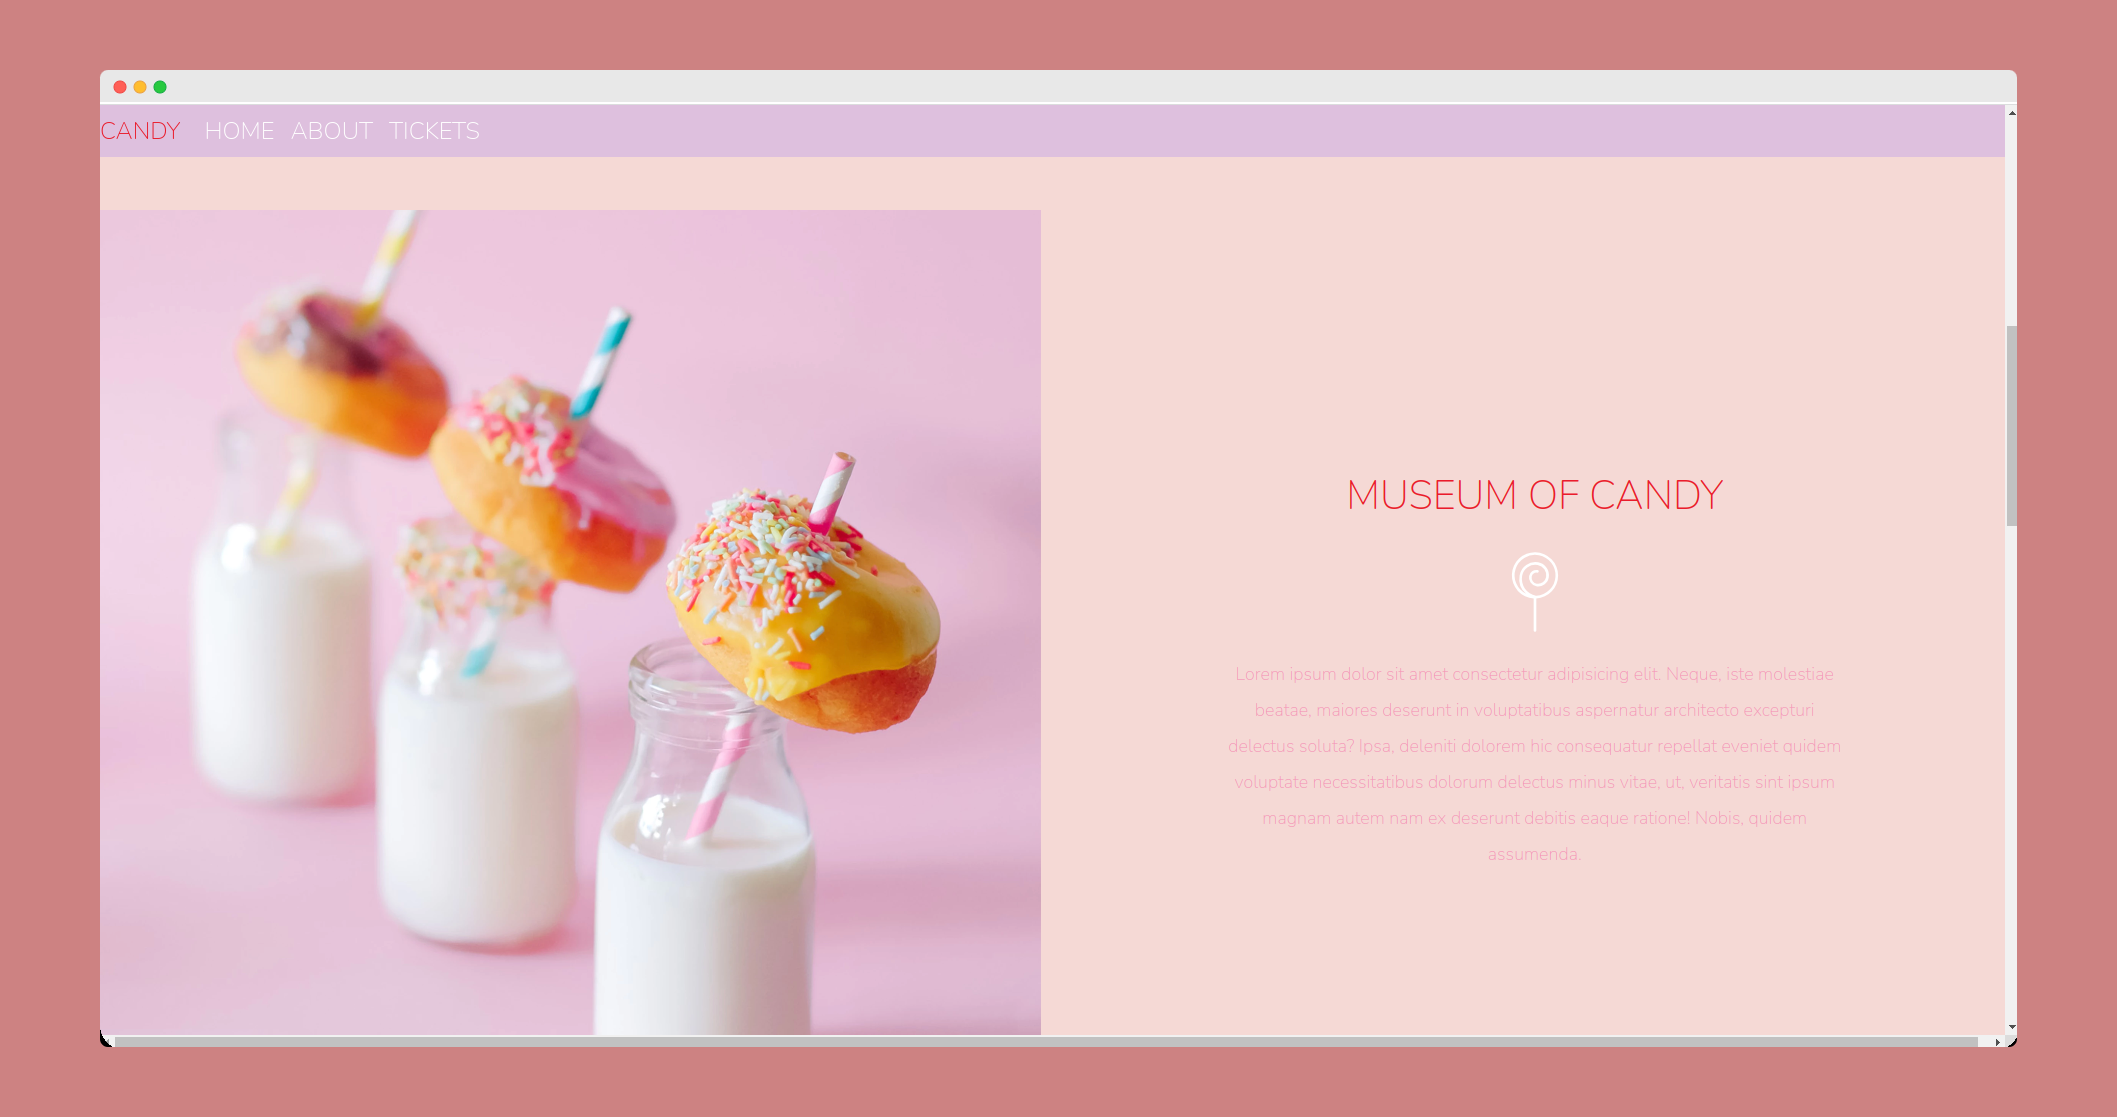 CANDY HOME ABOUT TICKETS
MUSEUM OF CANDY
Lorem ipsum dolor sit amet consectetur adipisicing elit. Neque, iste molestiae
beatae, maiores deserunt in voluptatibus aspernatur architecto excepturi
delectus soluta? Ipsa, deleniti dolorem hic consequatur repellat eveniet quidem
voluptate necessitatibus dolorum delectus minus vitae, ut, veritatis sint ipsum
magnam autem nam ex deserunt debitis eaque ratione! Nobis, quidem
assumenda.